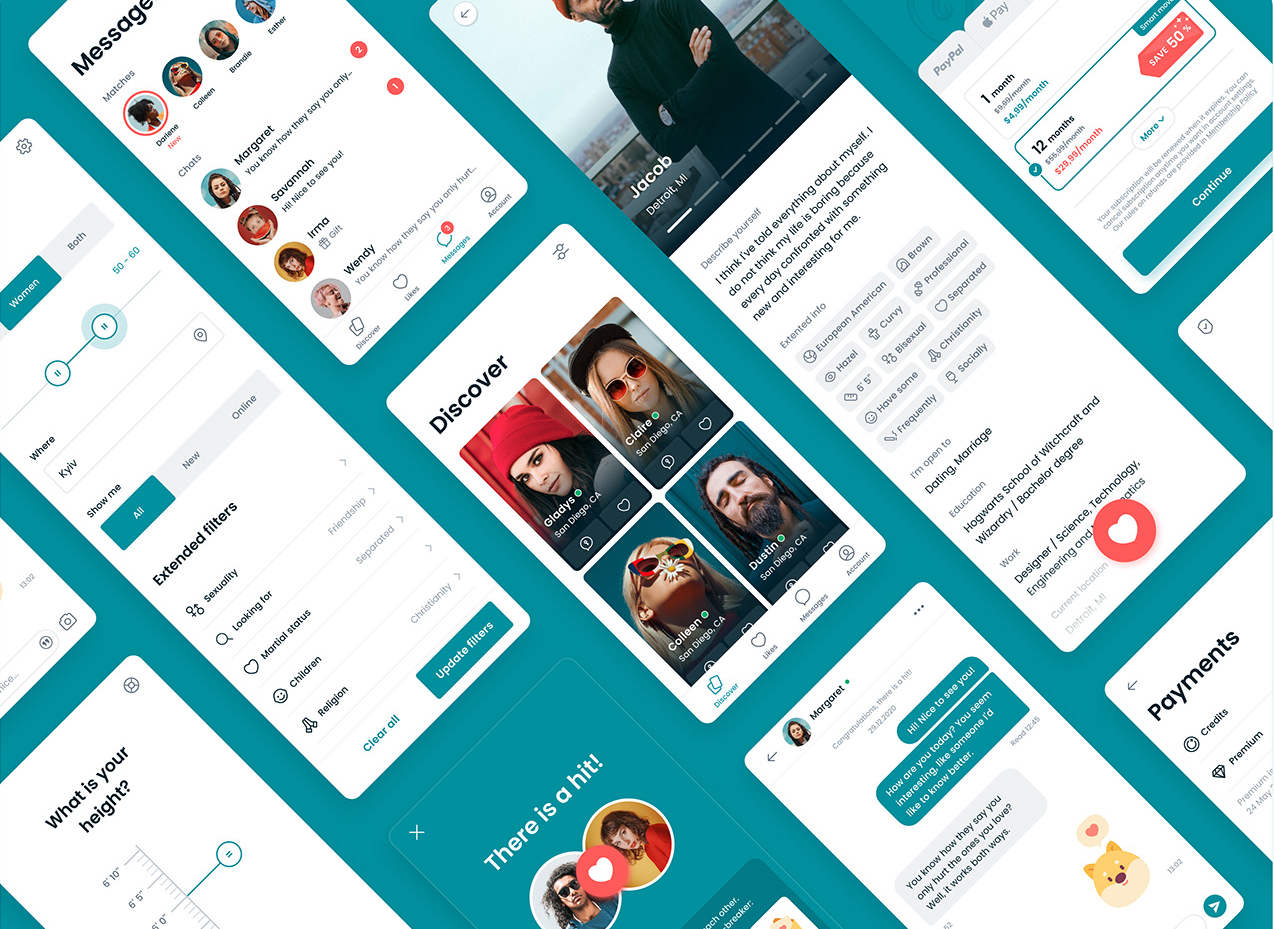 Messages
Matches
Darlene
New
Colleen
Brandie
Esther
Chats
Margaret
You know how they say you only...
2
Savannah
Hi! Nice to see you!
1
Irma
Gift
Wendy
You know how they say you only hurt...
Discover
Likes
3
Messages
Account
Women
Both
50 - 60
Where
Kyiv
Show me
All
New
Online
Extended filters
Sexuality
Looking for
Friendship
Martial status
Separated
Children
Religion
Christianity
Clear all
Update filters
13:02
What is your
height?
6' 10"
6' 5"
6' 0"
Discover
Gladys
San Diego, CA
Claire
San Diego, CA
Colleen
San Diego, CA
Dustin
San Diego, CA
Discover
Likes
Messages
Account
There is a hit!
each other.
-breaker:
Jacob
Detroit, MI
Describe yourself
I think I've told everything about myself. I
do not think my life is boring because
every day confronted with something
new and interesting for me.
Extented info
European American
Brown
Hazel
Curvy
Professional
6' 5"
Bisexual
Separated
Have some
Christianity
Frequently
Socially
I'm open to
Dating, Marriage
Education
Hogwarts School of Witchcraft and
Wizardry / Bachelor degree
Work
Designer / Science, Technology,
Engineering and
Current location
Detroit, MI
PayPal
Pay
1 month
$9,99/month
$4,99/month
Smart move
SAVE 50 %
12 months
$55,99/month
$29,99/month
More
Your subscription will be renewed when it expires. You can
cancel subscription anytime you want in account settings.
Our rules on refunds are provided in Membership Policy
Continue
Margaret
Congratulations, there is a hit!
29.12.2020
Hi! Nice to see you!
How are you today? You seem
interesting, like someone I'd
like to know better.
Read 12:45
You know how they say you
only hurt the ones you love?
Well, it works both ways.
13:02
Payments
Credits
Premium
Premium is
24 May